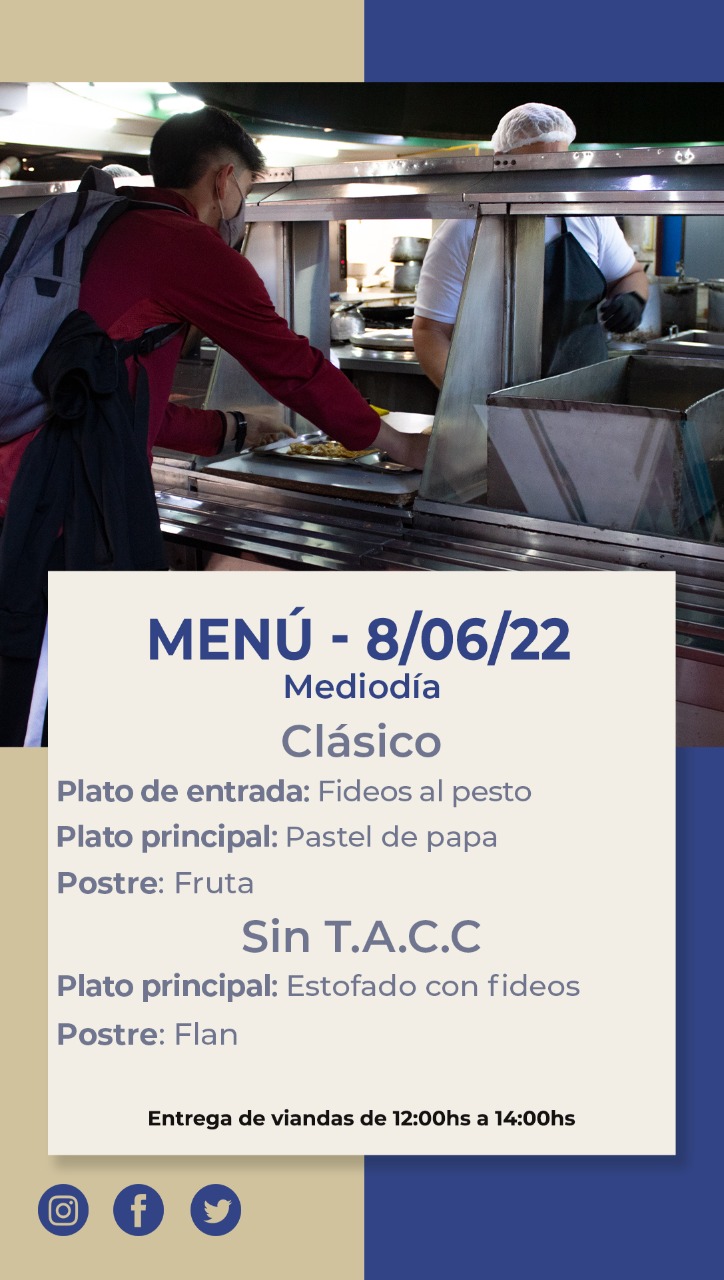 MENÚ - 8/06/22
Mediodía
Clásico
Plato de entrada: Fideos al pesto
Plato principal: Pastel de papa
Postre: Fruta
Sin T.A.C.C
Plato principal: Estofado con fideos
Postre: Flan
Entrega de viandas de 12:00hs a 14:00hs